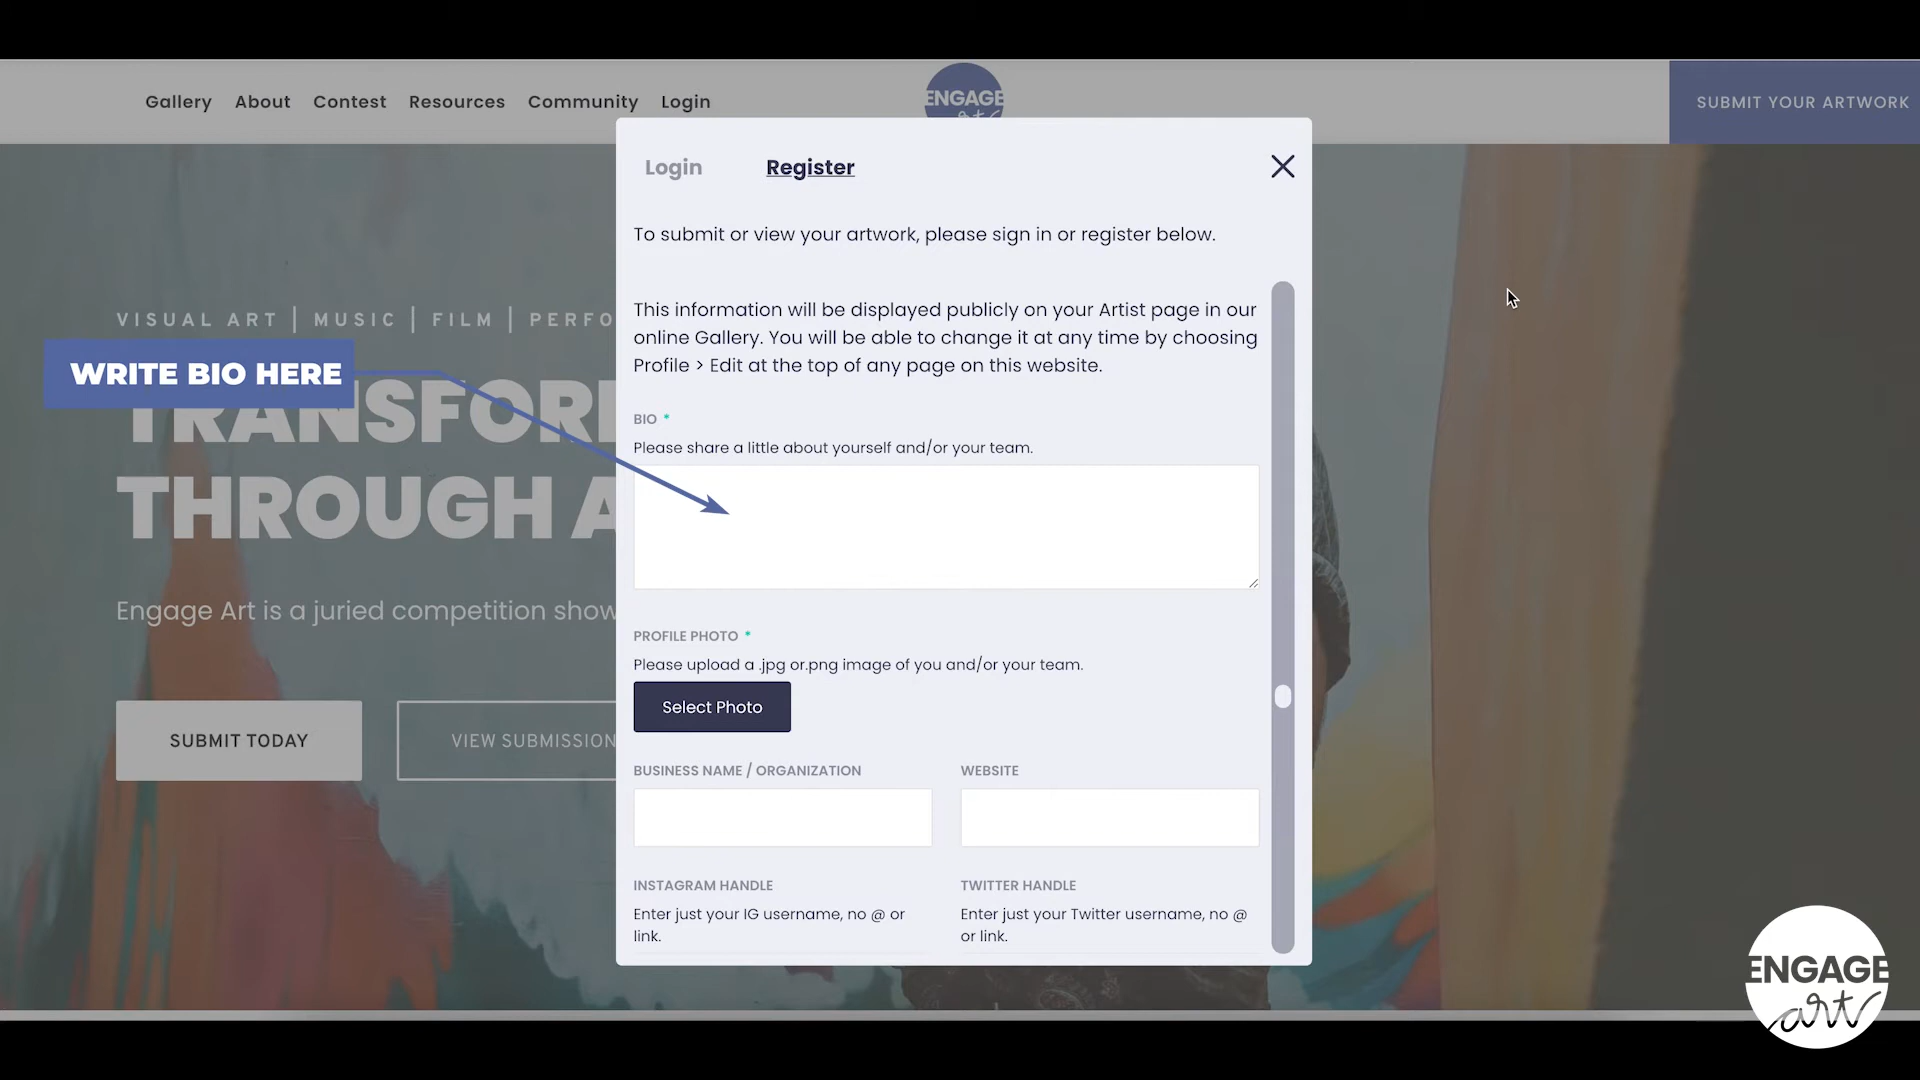 Gallery About Contest Resources Community Login
ENGAGE
art
SUBMIT YOUR ARTWORK
Login Register
To submit or view your artwork, please sign in or register below.
This information will be displayed publicly on your Artist page in our
online Gallery. You will be able to change it at any time by choosing
Profile > Edit at the top of any page on this website.
BIO *
Please share a little about yourself and/or your team.
PROFILE PHOTO *
Please upload a .jpg or.png image of you and/or your team.
Select Photo
BUSINESS NAME / ORGANIZATION
WEBSITE
INSTAGRAM HANDLE
Enter just your IG username, no @ or
link.
TWITTER HANDLE
Enter just your Twitter username, no @
or link.
VISUAL ART | MUSIC | FILM | PERFO
WRITE BIO HERE
TRANSFOR
THROUGH A
Engage Art is a juried competition show
SUBMIT TODAY
VIEW SUBMISSION
ENGAGE
art